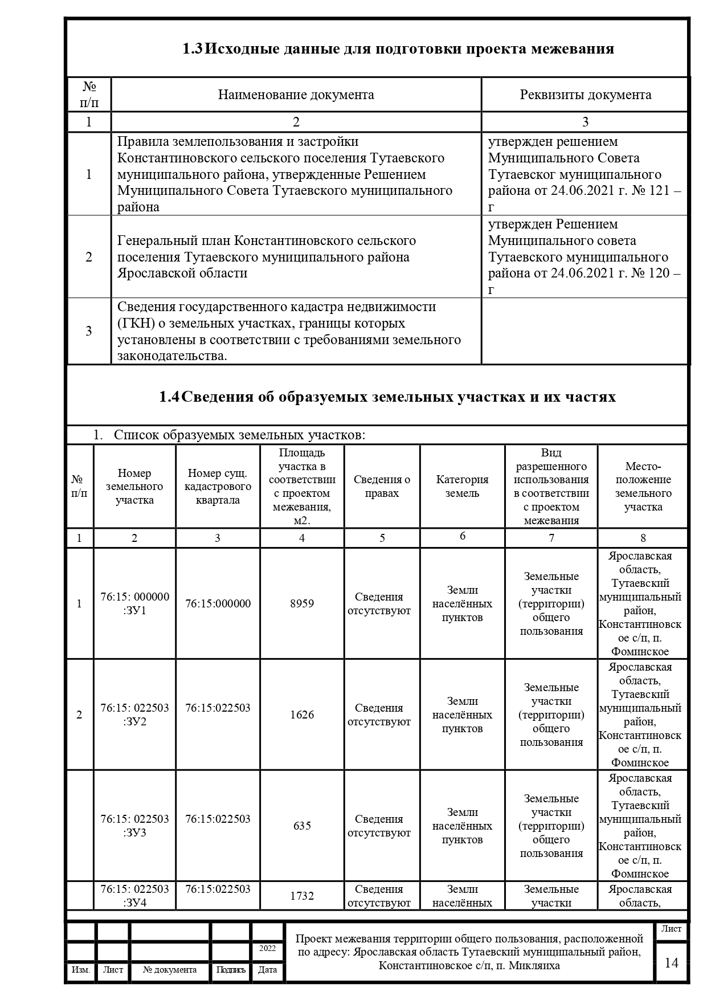 1.3 Исходные данные для подготовки проекта межевания
№
п/п
Наименование документа
Реквизиты документа
1
2
3
1
Правила землепользования и застройки
Константиновского сельского поселения Тутаевского
муниципального района, утвержденные Решением
Муниципального Совета Тутаевского муниципального
района
утвержден решением
Муниципального Совета
Тутаевског муниципального
района от 24.06.2021 г. № 121 –
г
2
Генеральный план Константиновского сельского
поселения Тутаевского муниципального района
Ярославской области
утвержден Решением
Муниципального совета
Тутаевского муниципального
района от 24.06.2021 г. № 120 –
г
3
Сведения государственного кадастра недвижимости
(ГКН) о земельных участках, границы которых
установлены в соответствии с требованиями земельного
законодательства.
1.4 Сведения об образуемых земельных участках и их частях
1. Список образуемых земельных участков:
№
п/п
Номер
земельного
участка
Номер сущ.
кадастрового
квартала
Площадь
участка в
соответствии
с проектом
межевания,
м2.
Сведения о
правах
Категория
земель
Вид
разрешенного
использования
в соответствии
с проектом
межевания
Место-
положение
земельного
участка
1
2
3
4
5
6
7
8
1
76:15: 000000
:ЗУ1
76:15:000000
8959
Сведения
отсутствуют
Земли
населённых
пунктов
Земельные
участки
(территории)
общего
пользования
Ярославская
область,
Тутаевский
муниципальный
район,
Константиновск
ое с/п, п.
Фоминское
2
76:15: 022503
:ЗУ2
76:15:022503
1626
Сведения
отсутствуют
Земли
населённых
пунктов
Земельные
участки
(территории)
общего
пользования
Ярославская
область,
Тутаевский
муниципальный
район,
Константиновск
ое с/п, п.
Фоминское
76:15: 022503
:ЗУ3
76:15:022503
635
Сведения
отсутствуют
Земли
населённых
пунктов
Земельные
участки
(территории)
общего
пользования
Ярославская
область,
Тутаевский
муниципальный
район,
Константиновск
ое с/п, п.
Фоминское
76:15: 022503
:ЗУ4
76:15:022503
1732
Сведения
отсутствуют
Земли
населённых
Земельные
участки
Ярославская
область,
2022
Изм.
Лист
№ документа
Подпись
Дата
Проект межевания территории общего пользования, расположенной
по адресу: Ярославская область Тутаевский муниципальный район,
Константиновское с/п, п. Микляиха
Лист
14